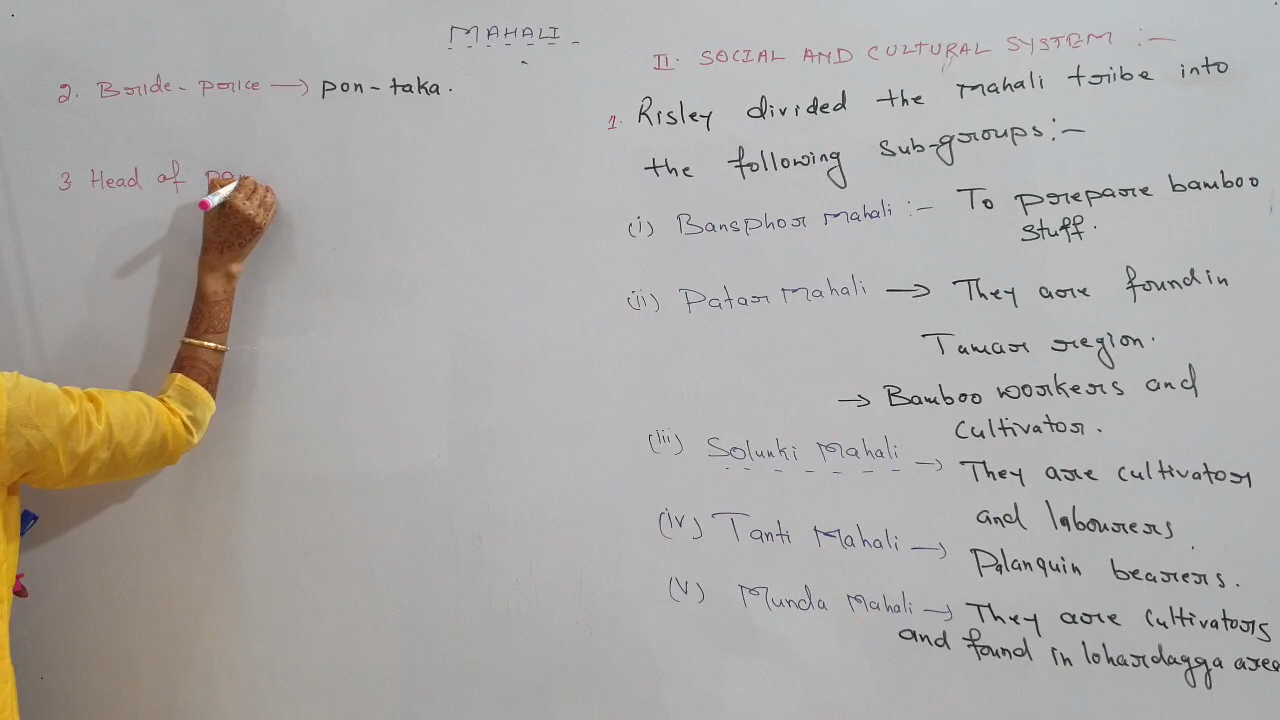 MAHALI
2. Bride-price → pon-taka.
3 Head of
II. SOCIAL AND CULTURAL SYSTEM :-
1. Risley divided the Mahali tribe into
the following sub-groups:-
(i) Bansphor Mahali :- To prepare bamboo
stuff.
(ii) Patar Mahali → They are found in
Tamar region.
→ Bamboo workers and
cultivator.
(iii) Solunki Mahali → They are cultivator
and labourers
(iv) Tanti Mahali → Palanquin bearers.
(V) Munda Mahali → They are cultivators
and found in lohardagga area